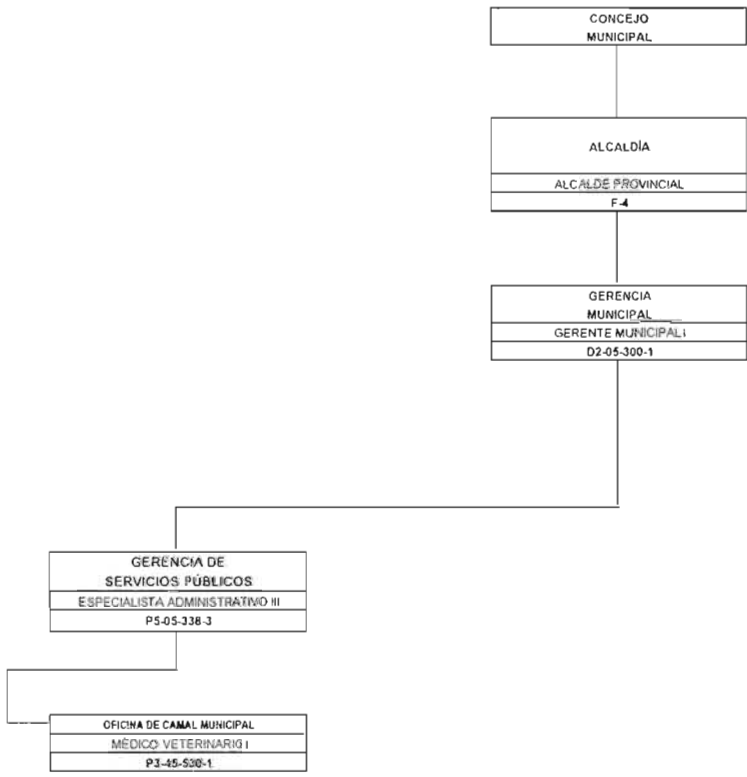 CONCEJO
MUNICIPAL
ALCALDÍA
ALCALDE PROVINCIAL
F-4
GERENCIA
MUNICIPAL
GERENTE MUNICIPAL I
D2-05-300-1
GERENCIA DE
SERVICIOS PÚBLICOS
ESPECIALISTA ADMINISTRATIVO III
P5-05-338-3
OFICINA DE CAMAL MUNICIPAL
MÉDICO VETERINARIO I
P3-45-530-1